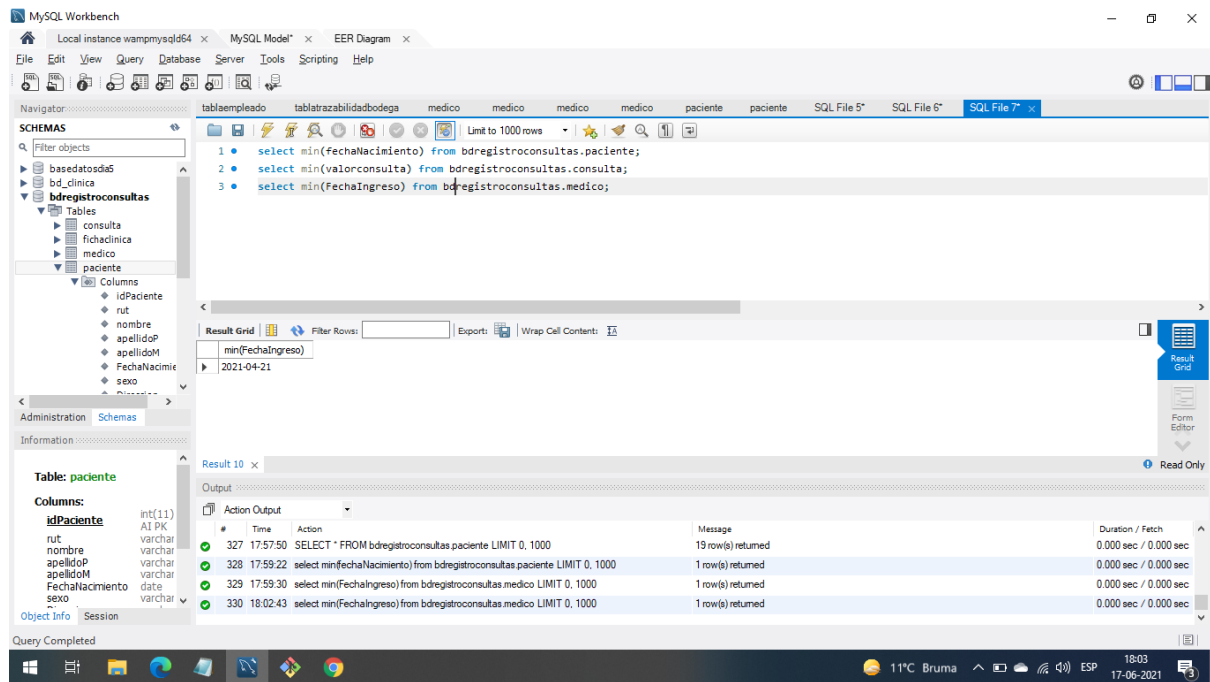 MySQL Workbench
Local instance wampmysqld64 × MySQL Model* × EER Diagram ×
File Edit View Query Database Server Tools Scripting Help
Navigator tablaempleado tablatrazabilidadbodega medico medico medico medico paciente paciente SQL File 5* SQL File 6* SQL File 7* ×
SCHEMAS
Limit to 1000 rows
Filter objects
1 select min(fechaNacimiento) from bdregistroconsultas.paciente;
2 select min(valorconsulta) from bdregistroconsultas.consulta;
3 select min(FechaIngreso) from bdregistroconsultas.medico;
basedatosdia5
bd_clinica
bdregistroconsultas
Tables
consulta
fichaclinica
medico
paciente
Columns
idPaciente
rut
nombre
apellidoP
apellidoM
FechaNacimie
sexo
Administration Schemas
Result Grid Filter Rows: Export: Wrap Cell Content:
min(FechaIngreso)
2021-04-21
Result Grid
Form Editor
Result 10 × Read Only
Information
Table: paciente
Columns:
idPaciente int(11) AI PK
rut varchar
nombre varchar
apellidoP varchar
apellidoM varchar
FechaNacimiento date
sexo varchar
Object Info Session
Output
Action Output
# Time Action Message Duration / Fetch
327 17:57:50 SELECT * FROM bdregistroconsultas.paciente LIMIT 0, 1000 19 row(s) returned 0.000 sec / 0.000 sec
328 17:59:22 select min(fechaNacimiento) from bdregistroconsultas.paciente LIMIT 0, 1000 1 row(s) returned 0.000 sec / 0.000 sec
329 17:59:30 select min(FechaIngreso) from bdregistroconsultas.medico LIMIT 0, 1000 1 row(s) returned 0.000 sec / 0.000 sec
330 18:02:43 select min(FechaIngreso) from bdregistroconsultas.medico LIMIT 0, 1000 1 row(s) returned 0.000 sec / 0.000 sec
Query Completed
11°C Bruma ESP 18:03
17-06-2021 3